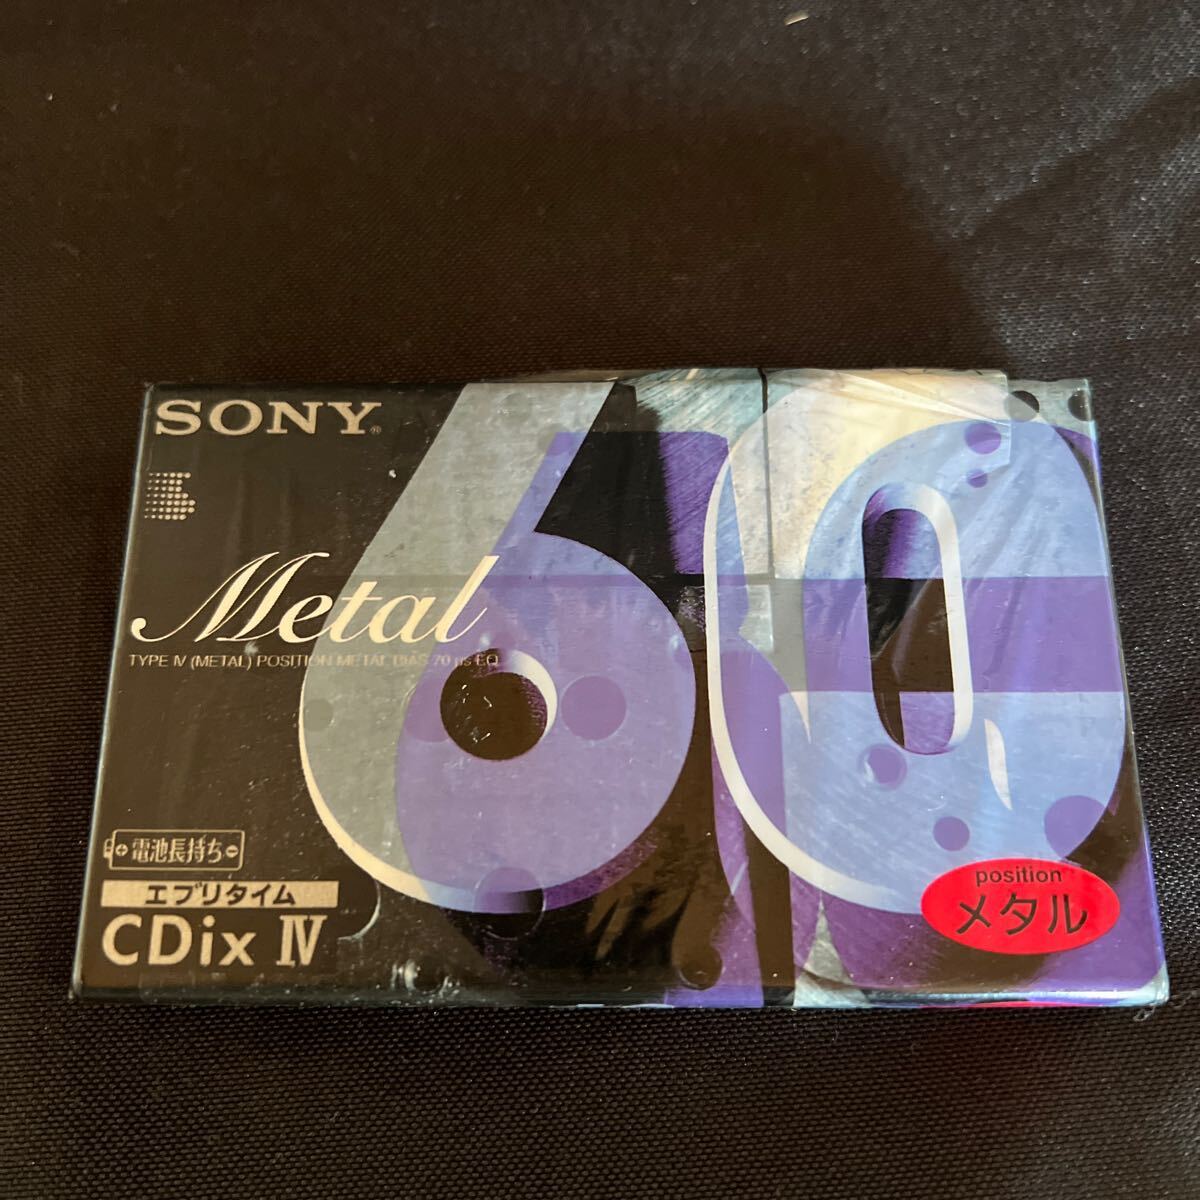 SONY®
60
Metal
TYPE IV (METAL) POSITION METAL BIAS 70 μs EQ
+ 電池長持ち -
エブリタイム
CDix IV
position
メタル